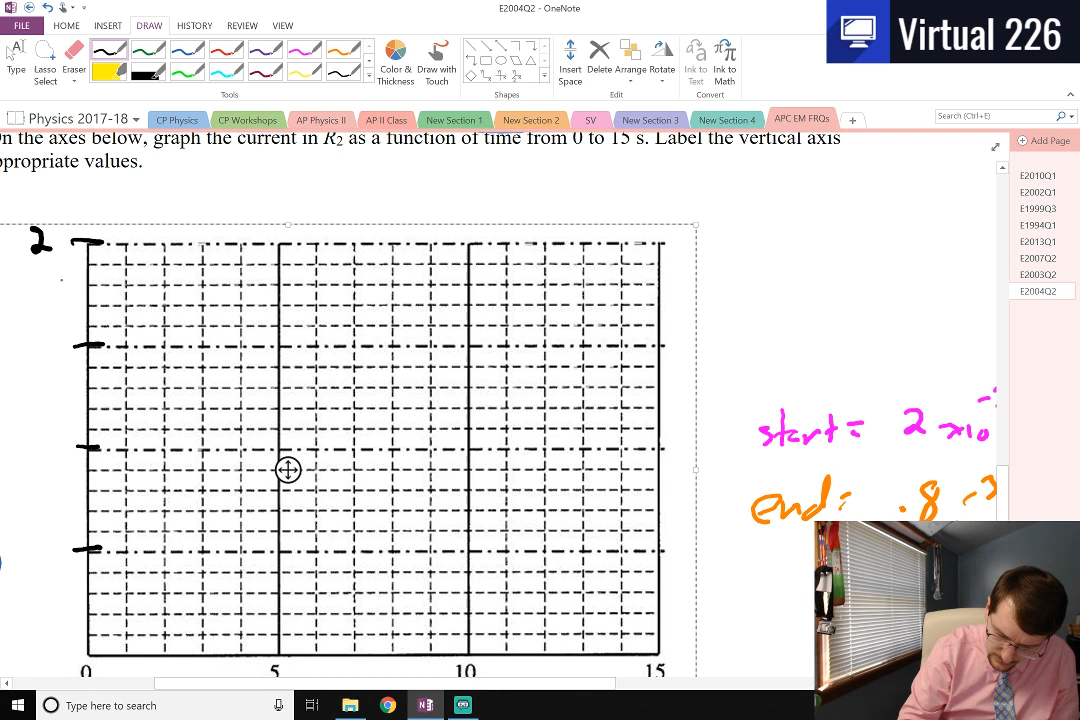 E2004Q2 - OneNote
FILE HOME INSERT DRAW HISTORY REVIEW VIEW
Type Lasso Select Eraser Color & Thickness Draw with Touch Insert Space Delete Arrange Rotate Ink to Text Ink to Math
Tools Shapes Edit Convert
Virtual 226
Physics 2017-18 CP Physics CP Workshops AP Physics II AP II Class New Section 1 New Section 2 SV New Section 3 New Section 4 APC EM FRQs
Search (Ctrl+E)
Add Page
n the axes below, graph the current in R2 as a function of time from 0 to 15 s. Label the vertical axis
ppropriate values.
E2010Q1
E2002Q1
E1999Q3
E1994Q1
E2013Q1
E2007Q2
E2003Q2
E2004Q2
2
start = 2 x10
end = .8 -3
0 5 10 15
Type here to search